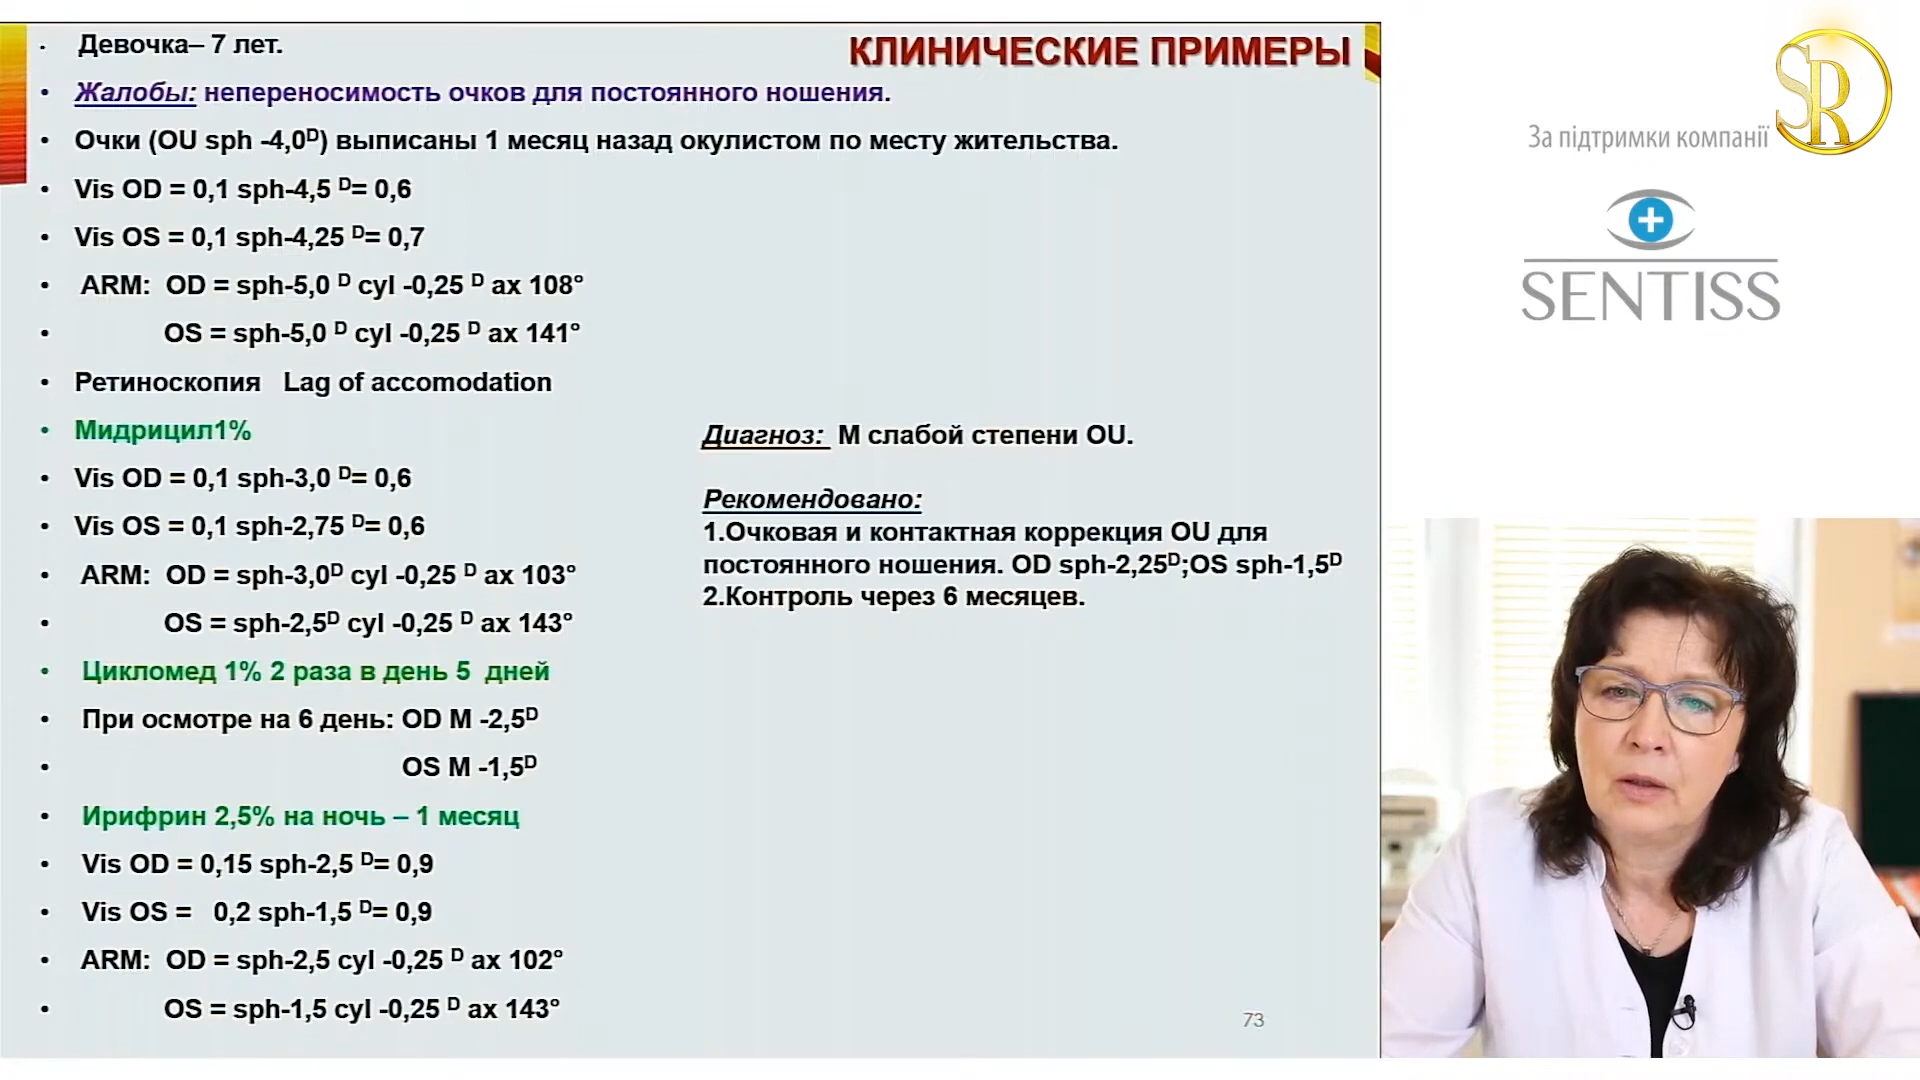 КЛИНИЧЕСКИЕ ПРИМЕРЫ
Девочка– 7 лет.
Жалобы: непереносимость очков для постоянного ношения.
Очки (OU sph -4,0ᴰ) выписаны 1 месяц назад окулистом по месту жительства.
Vis OD = 0,1 sph-4,5 ᴰ= 0,6
Vis OS = 0,1 sph-4,25 ᴰ= 0,7
ARM: OD = sph-5,0 ᴰ cyl -0,25 ᴰ ax 108°
OS = sph-5,0 ᴰ cyl -0,25 ᴰ ax 141°
Ретиноскопия Lag of accomodation
Мидрицил1%
Vis OD = 0,1 sph-3,0 ᴰ= 0,6
Vis OS = 0,1 sph-2,75 ᴰ= 0,6
ARM: OD = sph-3,0ᴰ cyl -0,25 ᴰ ax 103°
OS = sph-2,5ᴰ cyl -0,25 ᴰ ax 143°
Цикломед 1% 2 раза в день 5 дней
При осмотре на 6 день: OD M -2,5ᴰ
OS M -1,5ᴰ
Ирифрин 2,5% на ночь – 1 месяц
Vis OD = 0,15 sph-2,5 ᴰ= 0,9
Vis OS = 0,2 sph-1,5 ᴰ= 0,9
ARM: OD = sph-2,5 cyl -0,25 ᴰ ax 102°
OS = sph-1,5 cyl -0,25 ᴰ ax 143°
Диагноз: М слабой степени OU.
Рекомендовано:
1.Очковая и контактная коррекция OU для
постоянного ношения. OD sph-2,25ᴰ;OS sph-1,5ᴰ
2.Контроль через 6 месяцев.
73
SR
За підтримки компанії
SENTISS